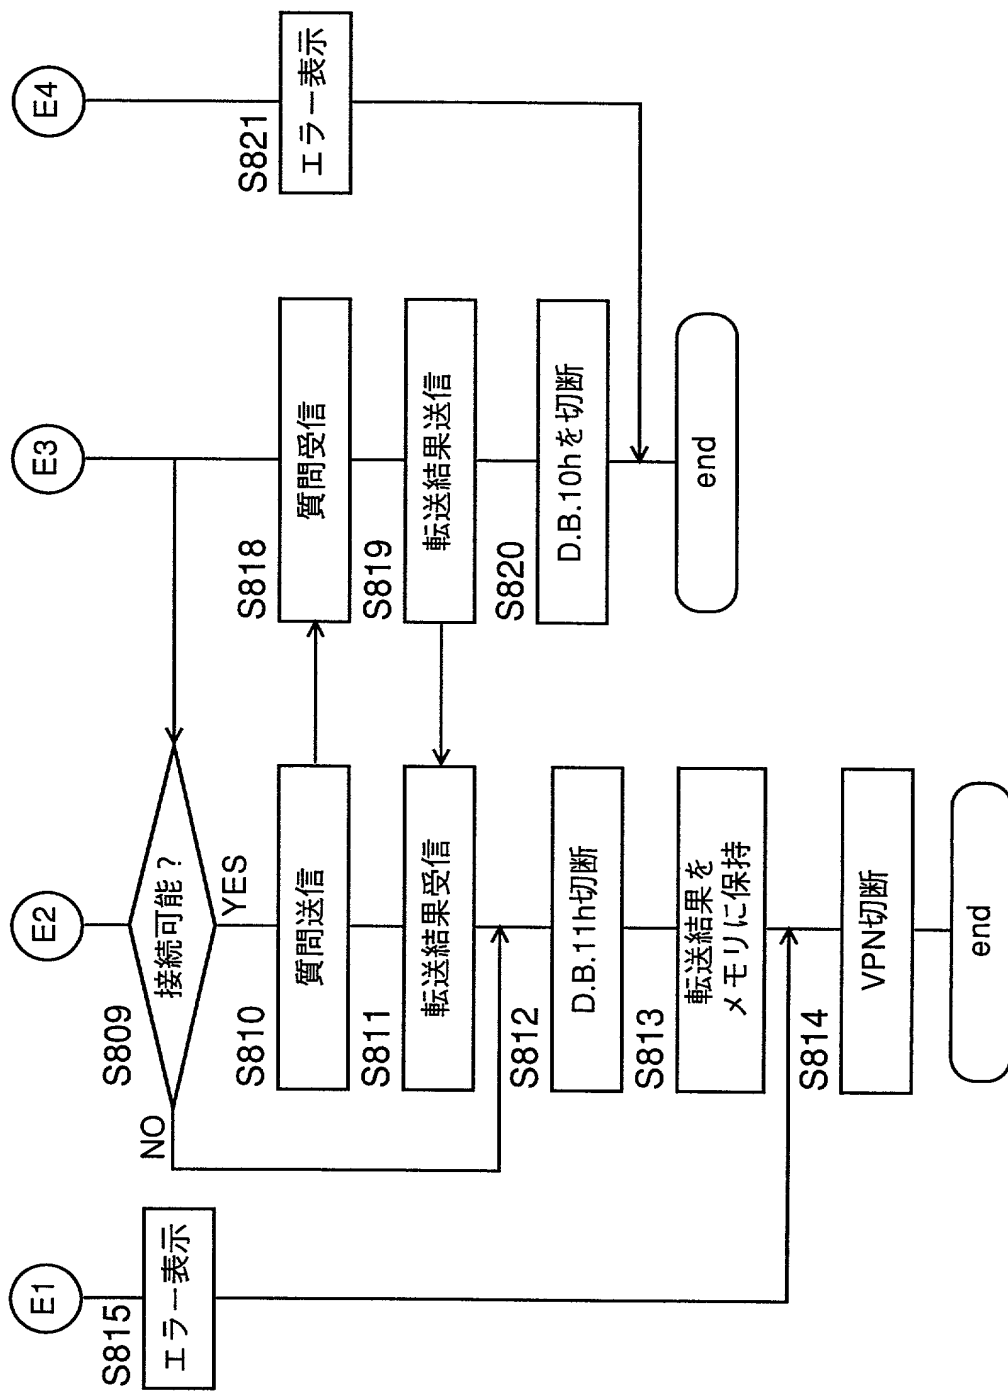 E1
S815
エラー表示
E2
S809
接続可能？
NO
YES
S810
質問送信
S811
転送結果受信
S812
D.B.11h切断
S813
転送結果を
メモリに保持
S814
VPN切断
end
E3
S818
質問受信
S819
転送結果送信
S820
D.B.10hを切断
end
E4
S821
エラー表示